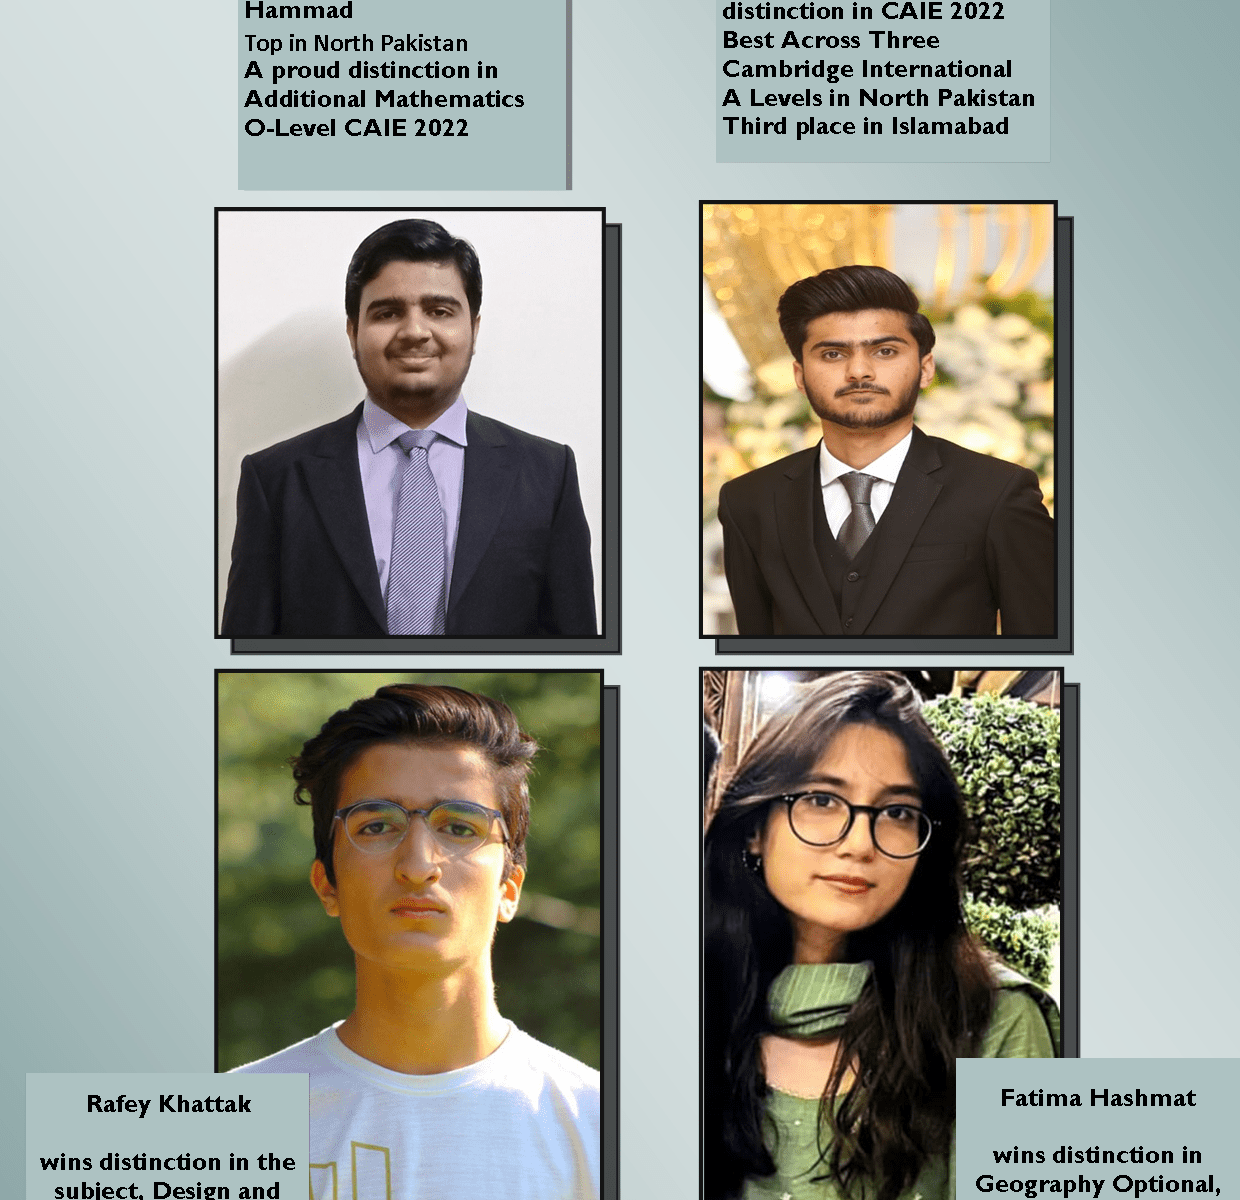 Hammad
Top in North Pakistan
A proud distinction in
Additional Mathematics
O-Level CAIE 2022
distinction in CAIE 2022
Best Across Three
Cambridge International
A Levels in North Pakistan
Third place in Islamabad
Rafey Khattak
wins distinction in the
subject, Design and
Fatima Hashmat
wins distinction in
Geography Optional,